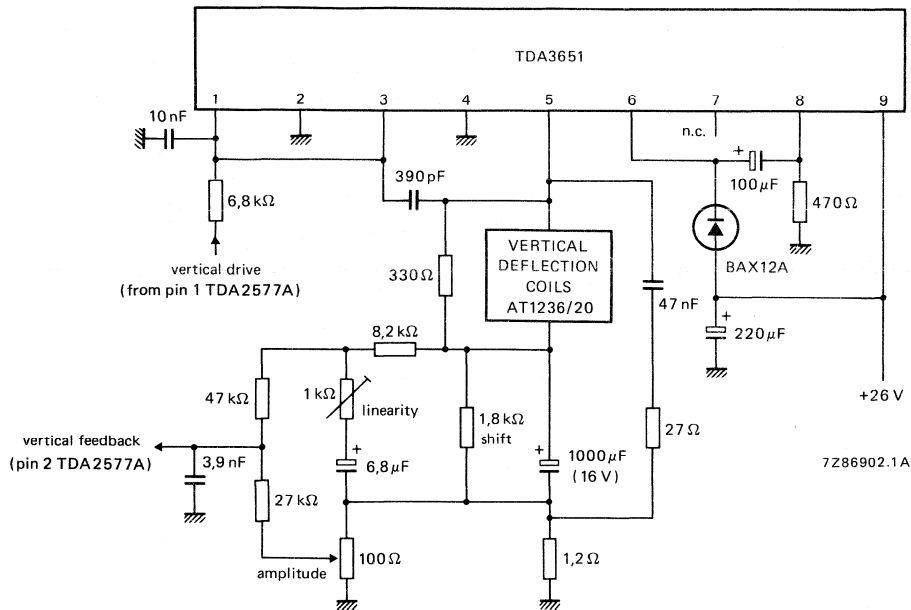 TDA3651
1
2
3
4
5
6
7
8
9
10 nF
n.c.
+
390 pF
100 μF
6,8 kΩ
470 Ω
vertical drive
(from pin 1 TDA2577A)
330 Ω
VERTICAL
DEFLECTION
COILS
AT1236/20
BAX12A
47 nF
+
220 μF
8,2 kΩ
47 kΩ
1 kΩ
linearity
1,8 kΩ
shift
27 Ω
+26 V
vertical feedback
(pin 2 TDA2577A)
3,9 nF
+
6,8 μF
+
1000 μF
(16 V)
7Z86902.1A
27 kΩ
amplitude
100 Ω
1,2 Ω